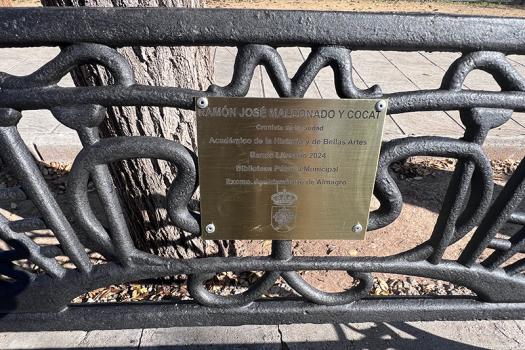 RAMÓN JOSÉ MALDONADO Y COCAT
Cronista de la Ciudad
Académico de la Historia y de Bellas Artes
Banco Literario 2024
Biblioteca Pública Municipal
Excmo. Ayuntamiento de Almagro